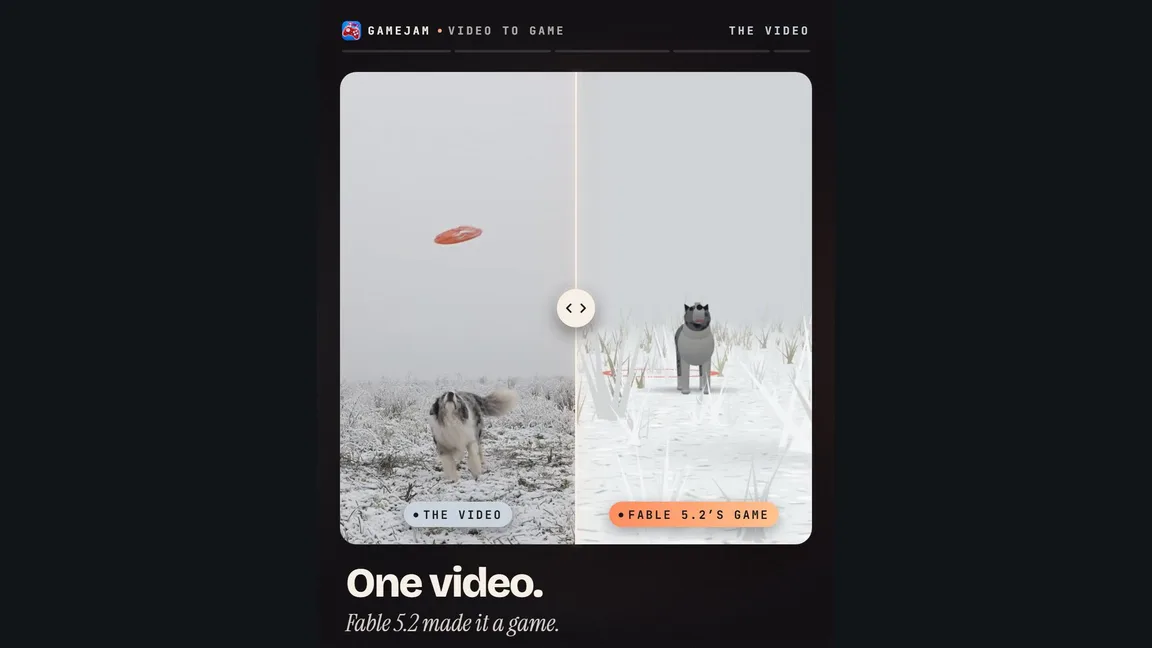 GAMEJAM • VIDEO TO GAME
THE VIDEO
THE VIDEO
FABLE 5.2’S GAME
One video.
Fable 5.2 made it a game.